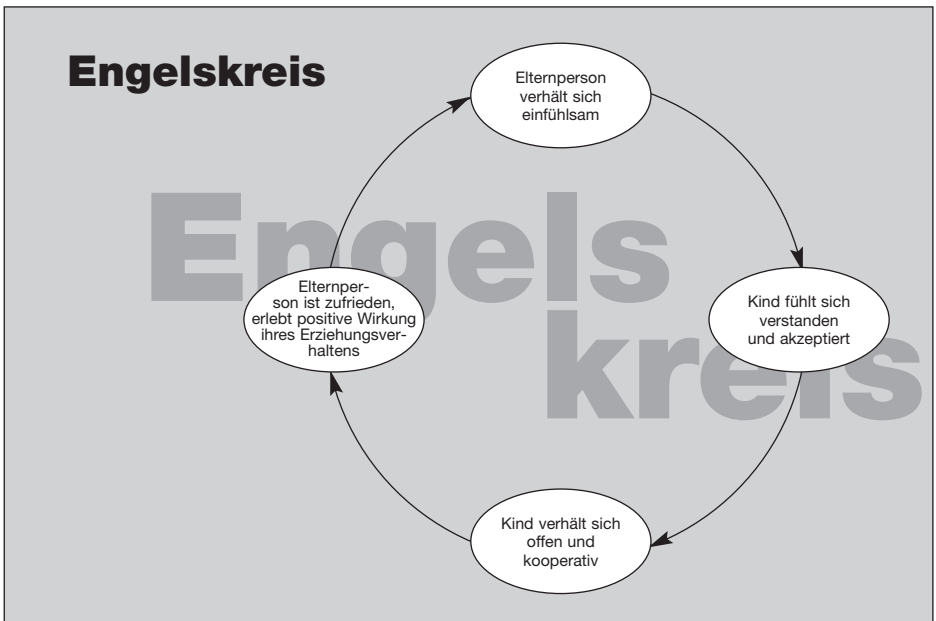 Engelskreis
Elternperson
verhält sich
einfühlsam
Engels
kreis
Kind fühlt sich
verstanden
und akzeptiert
Kind verhält sich
offen und
kooperativ
Elternper-
son ist zufrieden,
erlebt positive Wirkung
ihres Erziehungsver-
haltens